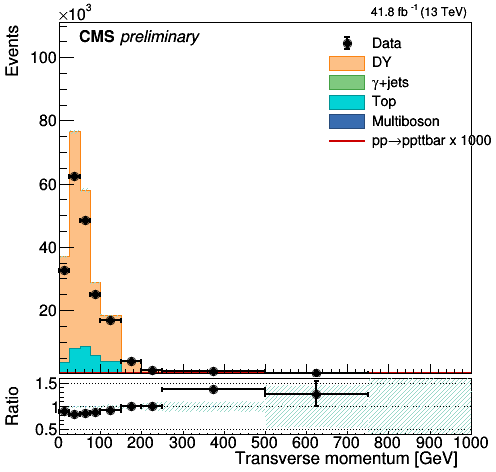 ×10³
41.8 fb⁻¹ (13 TeV)
CMS preliminary
Events
100
80
60
40
20
Data
DY
γ+jets
Top
Multiboson
pp→ppttbar x 1000
Ratio
1.5
1
0.5
0 100 200 300 400 500 600 700 800 900 1000
Transverse momentum [GeV]